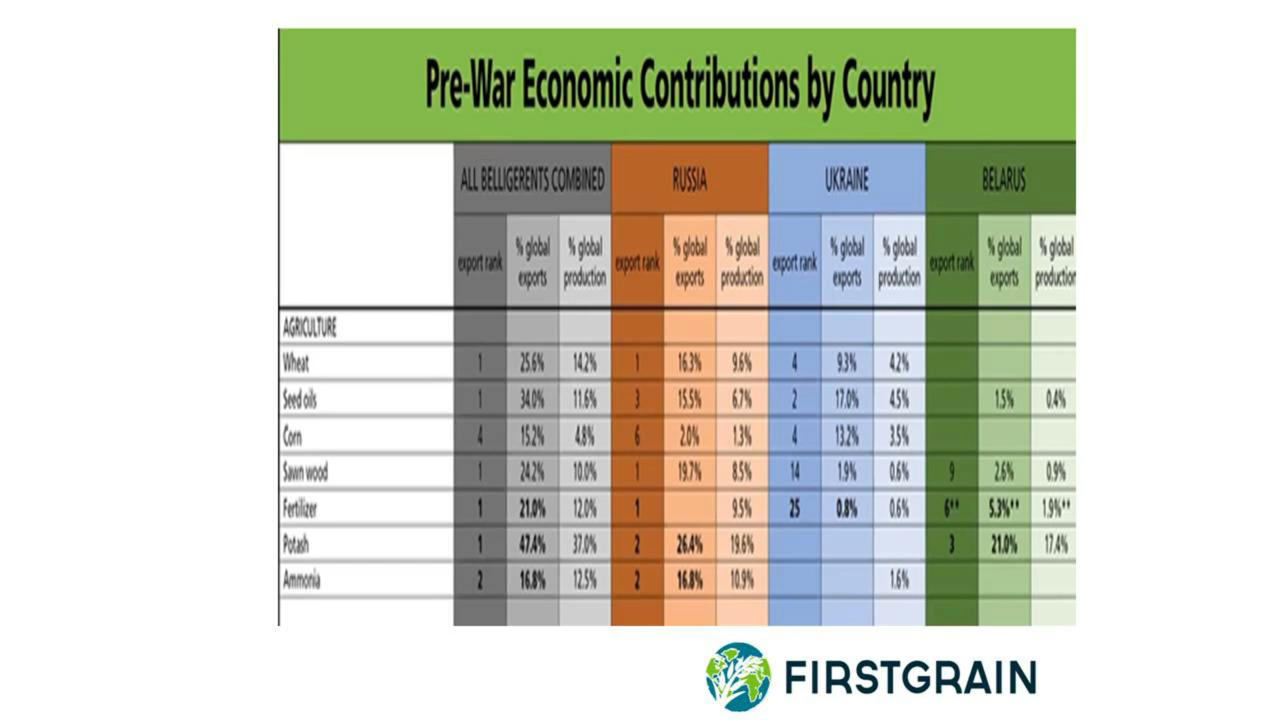 Pre-War Economic Contributions by Country
ALL BELLIGERENTS COMBINED RUSSIA UKRAINE BELARUS
export rank % global exports % global production export rank % global exports % global production export rank % global exports % global production export rank % global exports % global production
AGRICULTURE
Wheat 1 25.6% 14.2% 1 16.3% 9.6% 4 9.3% 4.2%
Seed oils 1 34.0% 11.6% 3 15.5% 6.7% 2 17.0% 4.5% 1.5% 0.4%
Corn 4 15.2% 4.8% 6 2.0% 1.3% 4 13.2% 3.5%
Sawn wood 1 24.2% 10.0% 1 19.7% 8.5% 14 1.9% 0.6% 9 2.6% 0.9%
Fertilizer 1 21.0% 12.0% 1 9.5% 25 0.8% 0.6% 6** 5.3%** 1.9%**
Potash 1 47.4% 37.0% 2 26.4% 19.6% 3 21.0% 17.4%
Ammonia 2 16.8% 12.5% 2 16.8% 10.9% 1.6%
FIRSTGRAIN